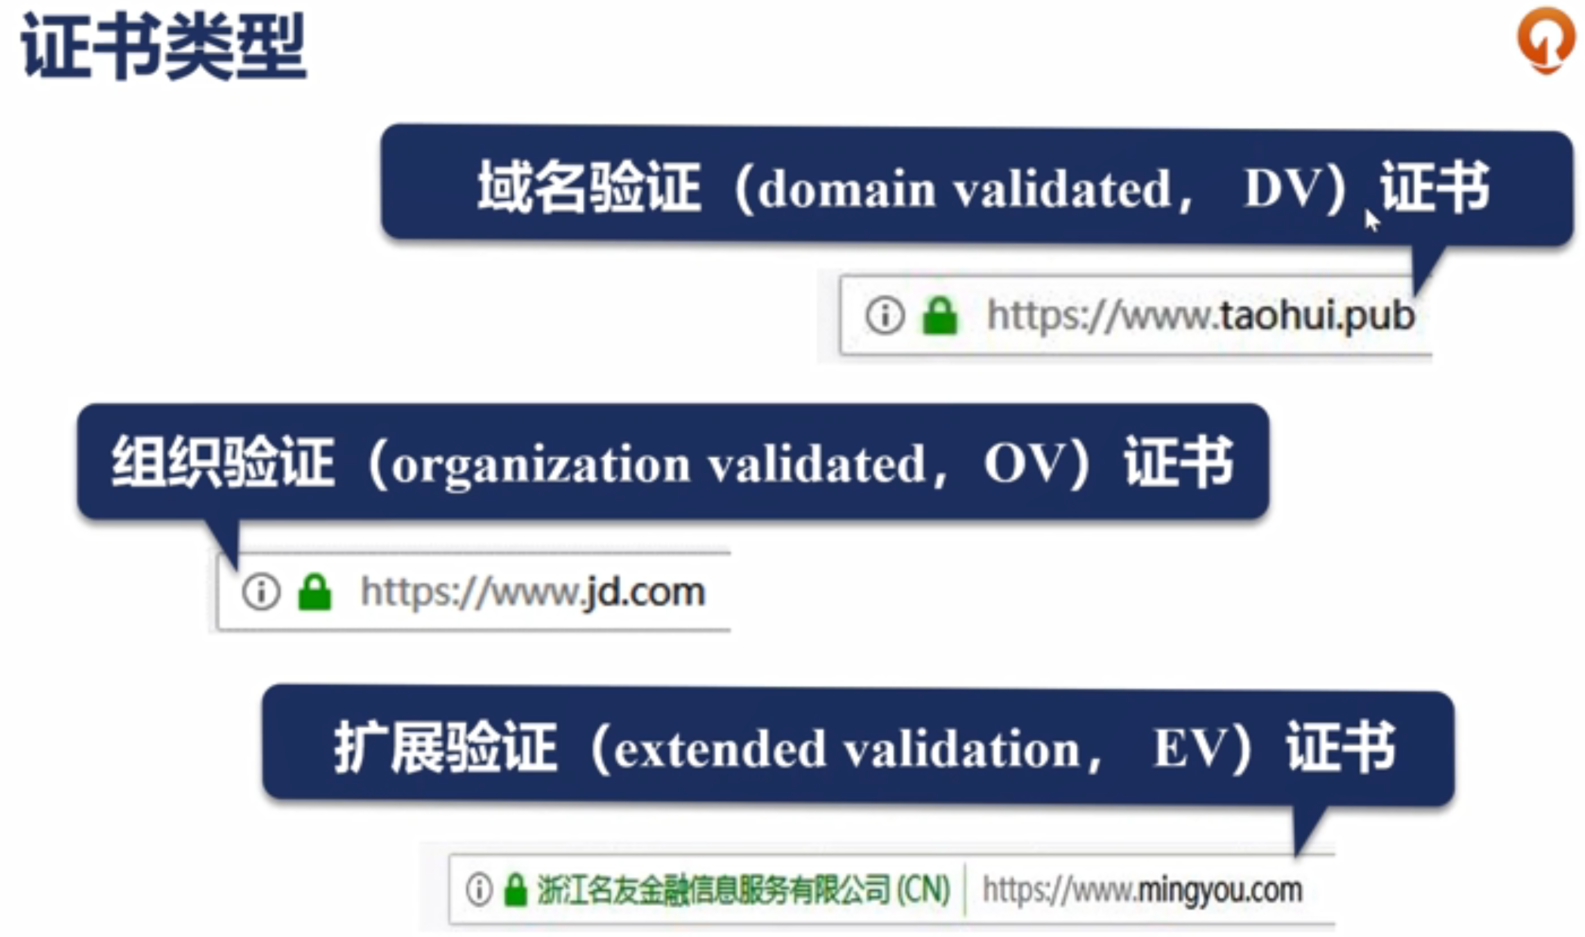 证书类型
域名验证（domain validated， DV）证书
https://www.taohui.pub
组织验证（organization validated，OV）证书
https://www.jd.com
扩展验证（extended validation， EV）证书
浙江名友金融信息服务有限公司 (CN) https://www.mingyou.com